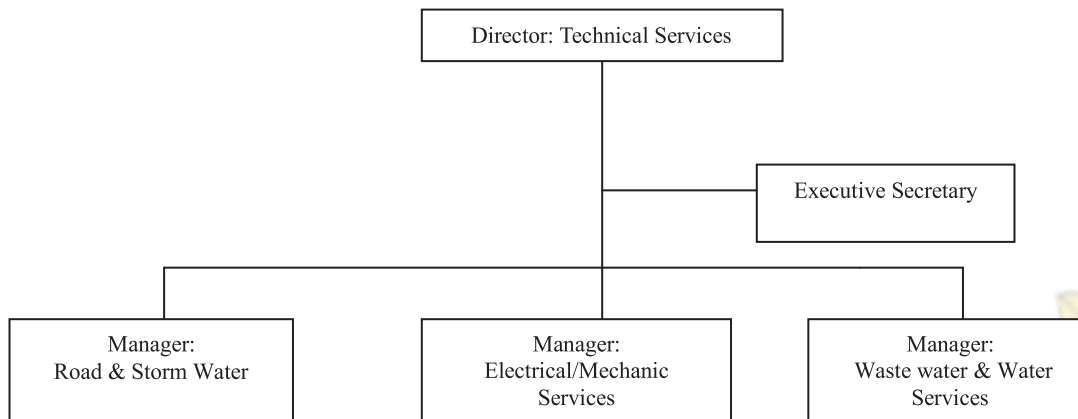 Director: Technical Services
Executive Secretary
Manager:
Road & Storm Water
Manager:
Electrical/Mechanic
Services
Manager:
Waste water & Water
Services